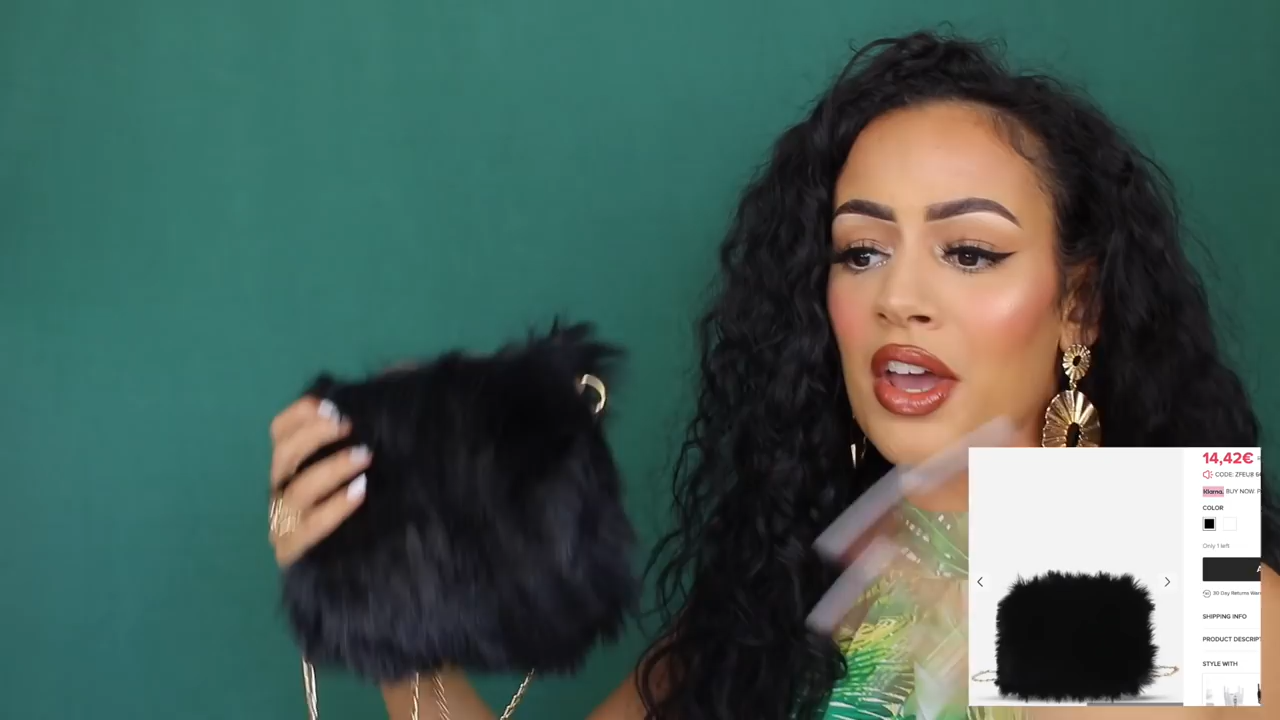 14,42€
CODE: ZFEU8
Klarna. BUY NOW.
COLOR
Only 1 left
30 Day Returns
SHIPPING INFO
PRODUCT DESCRIPT
STYLE WITH